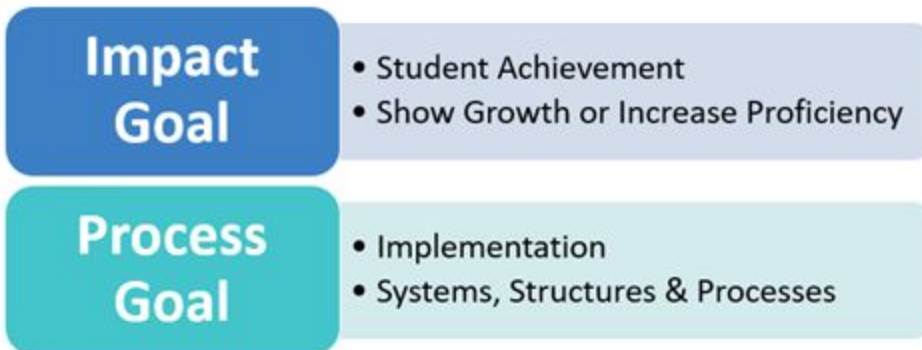 Impact
Goal
• Student Achievement
• Show Growth or Increase Proficiency
Process
Goal
• Implementation
• Systems, Structures & Processes